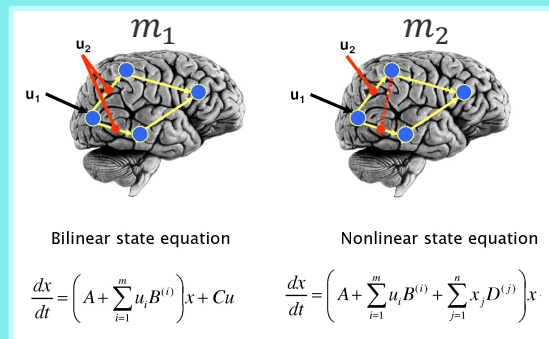 m₁
m₂
u₂
u₂
u₁
u₁
Bilinear state equation
Nonlinear state equation
dx/dt = (A + ∑_{i=1}^{m} u_i B^{(i)}) x + Cu
dx/dt = (A + ∑_{i=1}^{m} u_i B^{(i)} + ∑_{j=1}^{n} x_j D^{(j)}) x